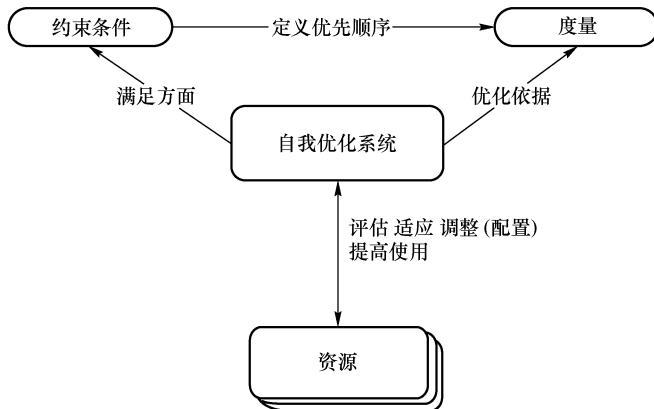 约束条件
定义优先顺序
度量
满足方面
优化依据
自我优化系统
评估 适应 调整 (配置)
提高使用
资源